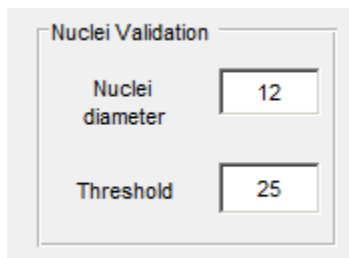 Nuclei Validation
Nuclei
diameter
12
Threshold
25